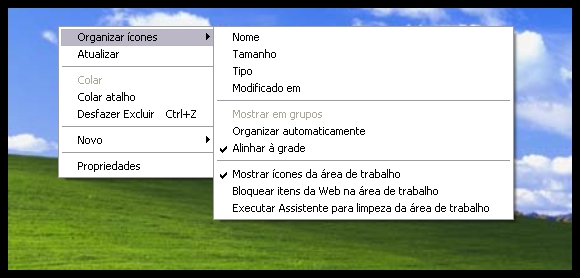 Organizar ícones
Atualizar
Colar
Colar atalho
Desfazer Excluir Ctrl+Z
Novo
Propriedades
Nome
Tamanho
Tipo
Modificado em
Mostrar em grupos
Organizar automaticamente
Alinhar à grade
Mostrar ícones da área de trabalho
Bloquear itens da Web na área de trabalho
Executar Assistente para limpeza da área de trabalho